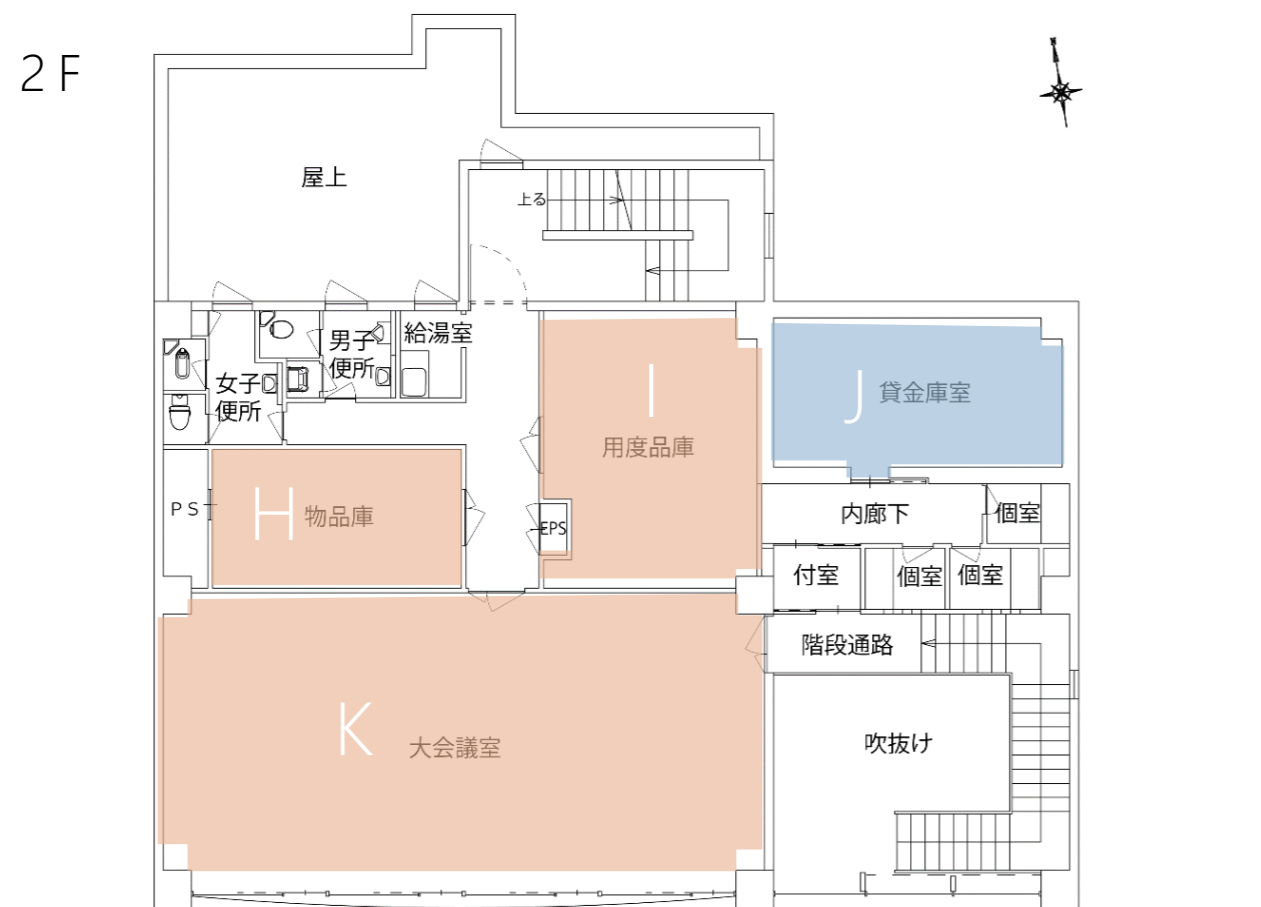 ２Ｆ
N
屋上
上る
給湯室
男子
便所
女子
便所
I
用度品庫
J
貸金庫室
PS
H
物品庫
EPS
内廊下
個室
付室
個室
個室
階段通路
K
大会議室
吹抜け